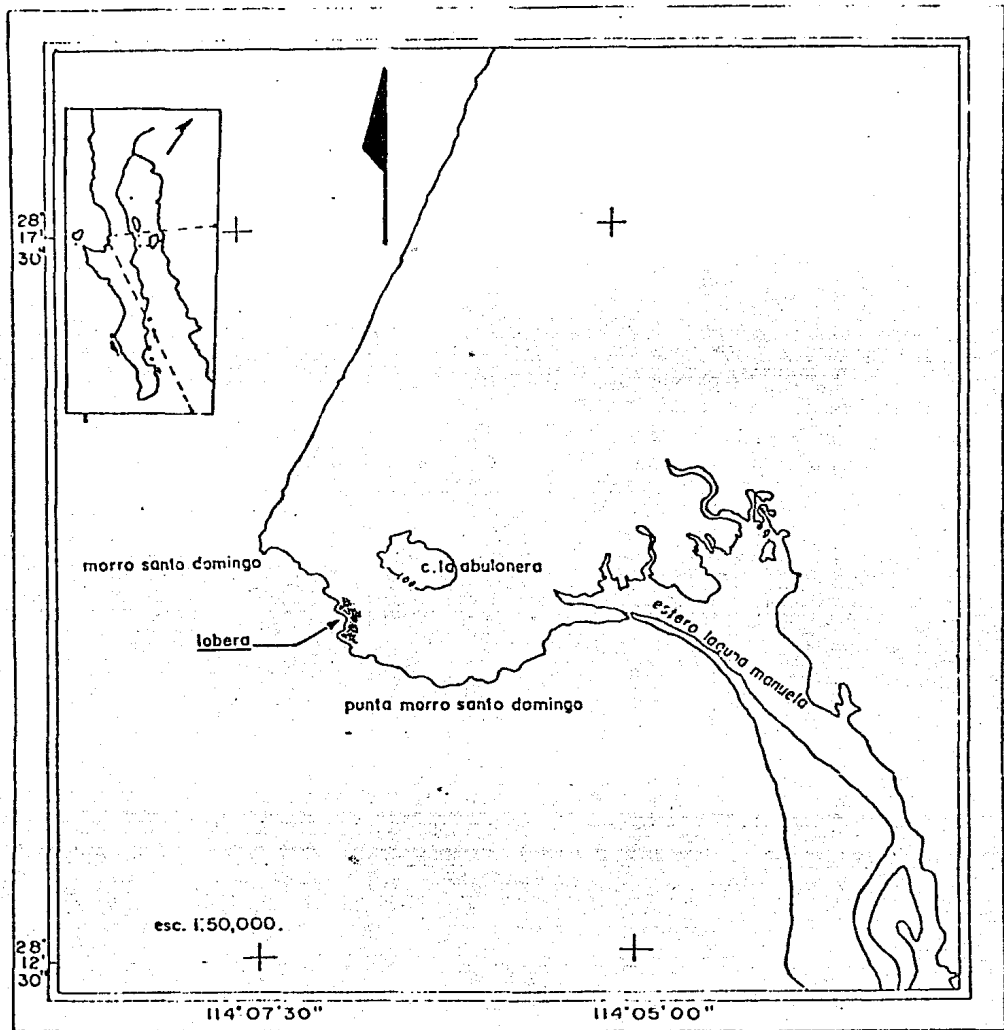 28°
17'
30"
morro santo domingo
c. la abulonera
100
lobera
estero laguna manuela
punta morro santo domingo
esc. 1:50,000.
28°
12'
30"
114°07'30"
114°05'00"